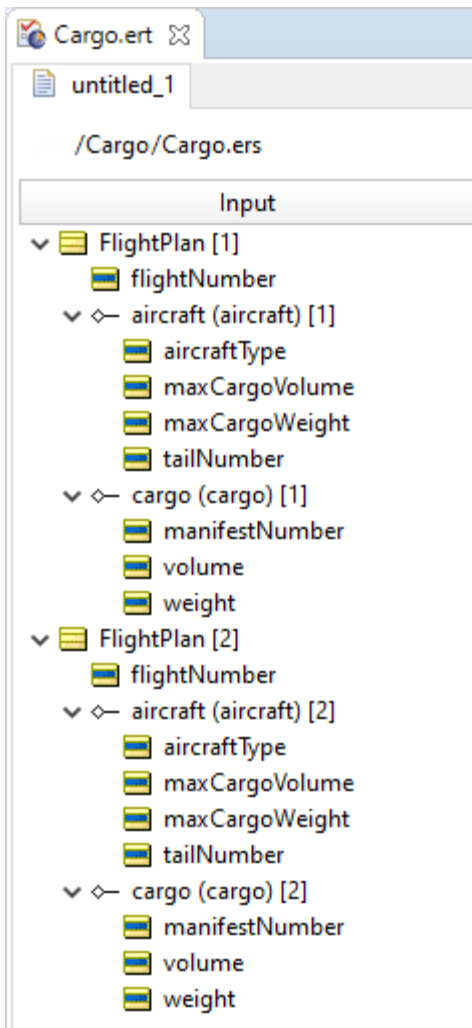 Cargo.ert
untitled_1
/Cargo/Cargo.ers
Input
FlightPlan [1]
flightNumber
aircraft (aircraft) [1]
aircraftType
maxCargoVolume
maxCargoWeight
tailNumber
cargo (cargo) [1]
manifestNumber
volume
weight
FlightPlan [2]
flightNumber
aircraft (aircraft) [2]
aircraftType
maxCargoVolume
maxCargoWeight
tailNumber
cargo (cargo) [2]
manifestNumber
volume
weight